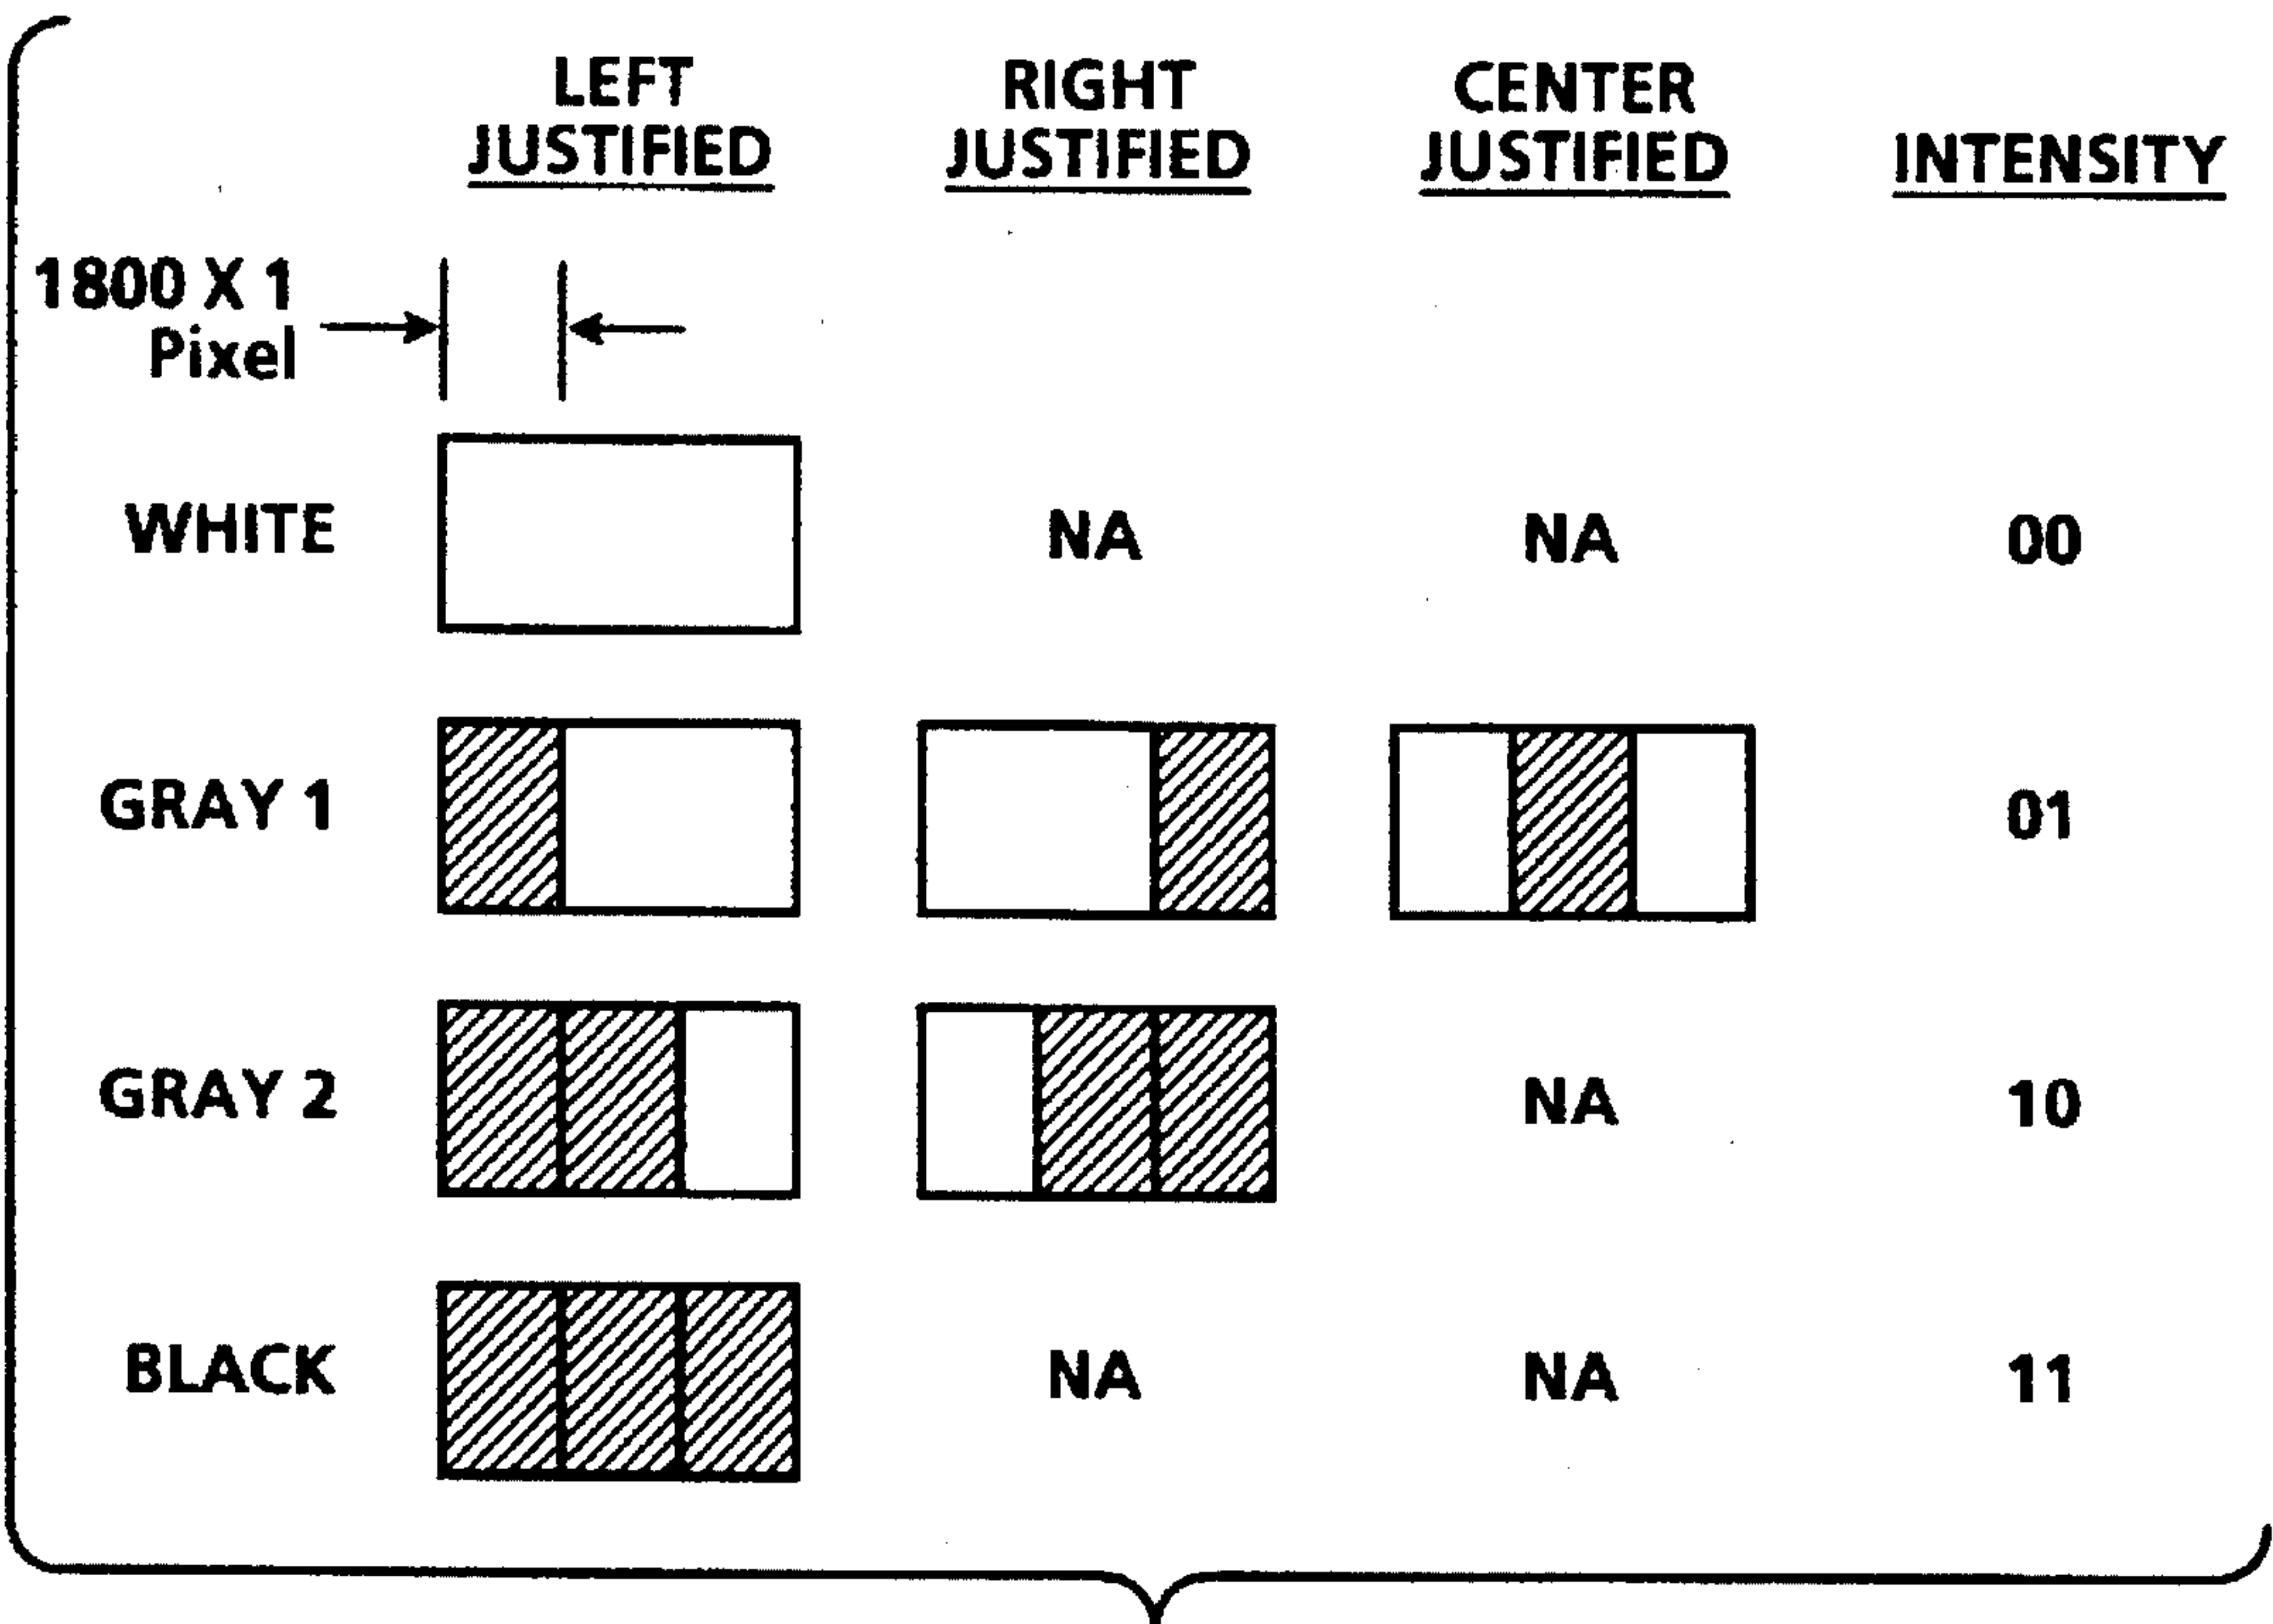 LEFT
JUSTIFIED
RIGHT
JUSTIFIED
CENTER
JUSTIFIED
INTENSITY
1800 X 1
Pixel
WHITE NA NA 00
GRAY 1 01
GRAY 2 NA 10
BLACK NA NA 11